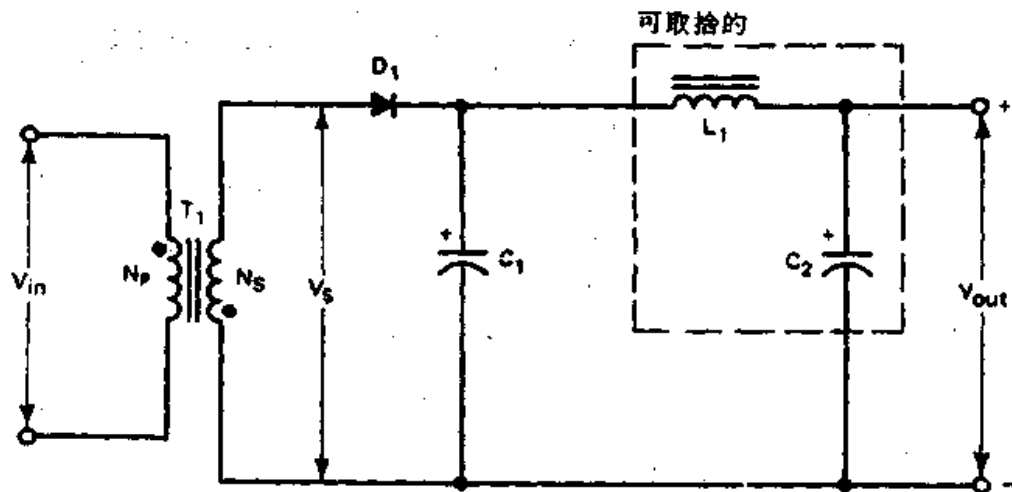 可取捨的
D1
L1
+
T1
+
C1
+
C2
Vin
NP
NS
VS
Vout
-